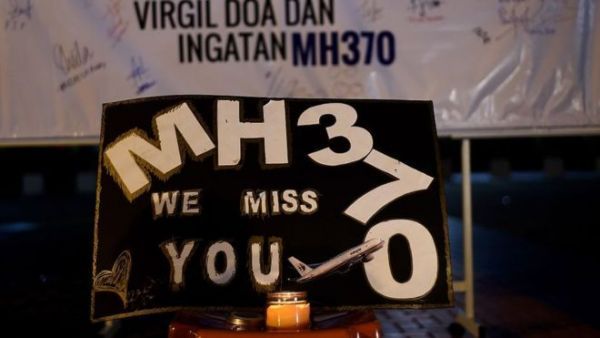 VIRGIL DOA DAN
INGATAN MH370
MH370
WE MISS
YOU